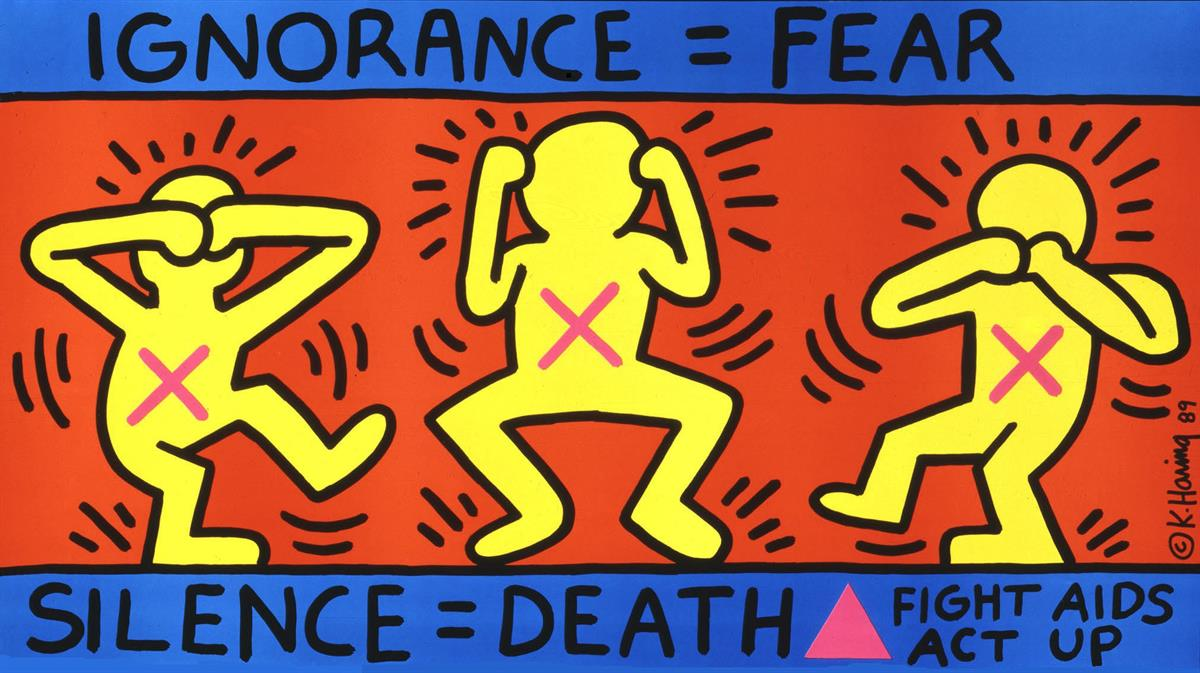 IGNORANCE = FEAR
© K. Haring 89
SILENCE = DEATH
FIGHT AIDS
ACT UP